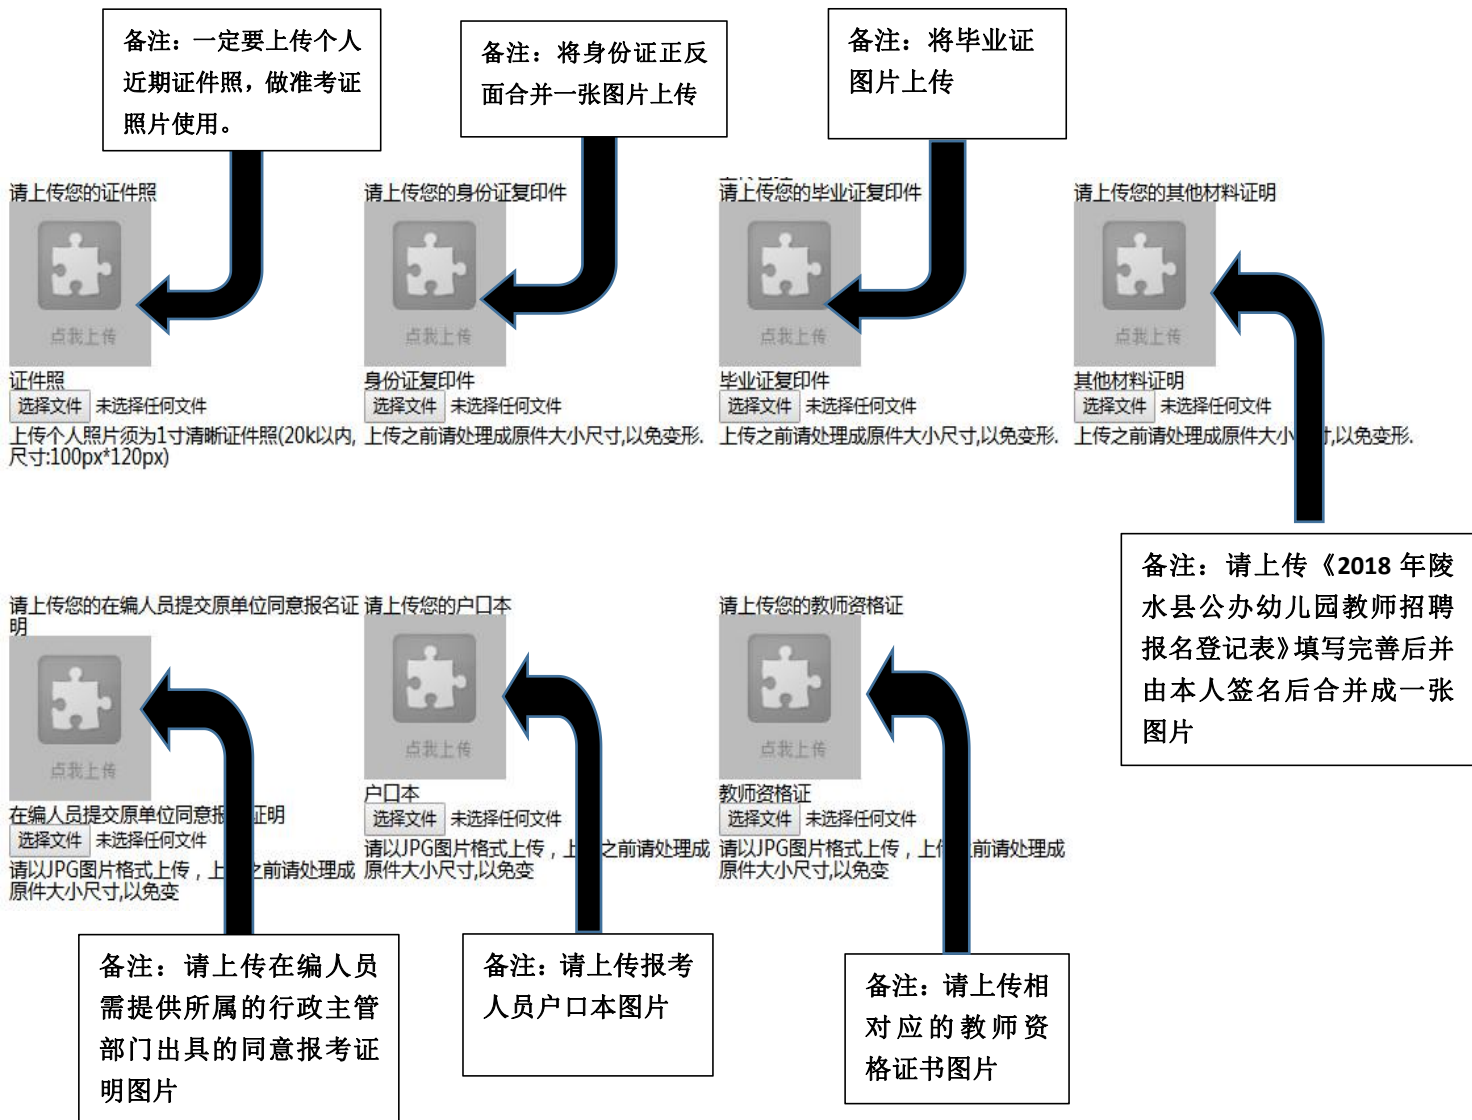 备注：一定要上传个人
近期证件照，做准考证
照片使用。
备注：将身份证正反
面合并一张图片上传
备注：将毕业证
图片上传
请上传您的证件照
点我上传
证件照
选择文件 未选择任何文件
上传个人照片须为1寸清晰证件照(20k以内,
尺寸:100px*120px)
请上传您的身份证复印件
点我上传
身份证复印件
选择文件 未选择任何文件
上传之前请处理成原件大小尺寸,以免变形.
请上传您的毕业证复印件
点我上传
毕业证复印件
选择文件 未选择任何文件
上传之前请处理成原件大小尺寸,以免变形.
请上传您的其他材料证明
点我上传
其他材料证明
选择文件 未选择任何文件
上传之前请处理成原件大小 寸,以免变形.
备注：请上传《2018 年陵
水县公办幼儿园教师招聘
报名登记表》填写完善后并
由本人签名后合并成一张
图片
请上传您的在编人员提交原单位同意报名证
明
点我上传
在编人员提交原单位同意报 证明
选择文件 未选择任何文件
请以JPG图片格式上传，上 之前请处理成
原件大小尺寸,以免变
请上传您的户口本
点我上传
户口本
选择文件 未选择任何文件
请以JPG图片格式上传，上 之前请处理成
原件大小尺寸,以免变
请上传您的教师资格证
点我上传
教师资格证
选择文件 未选择任何文件
请以JPG图片格式上传，上传 前请处理成
原件大小尺寸,以免变
备注：请上传在编人员
需提供所属的行政主管
部门出具的同意报考证
明图片
备注：请上传报考
人员户口本图片
备注：请上传相
对应的教师资
格证书图片